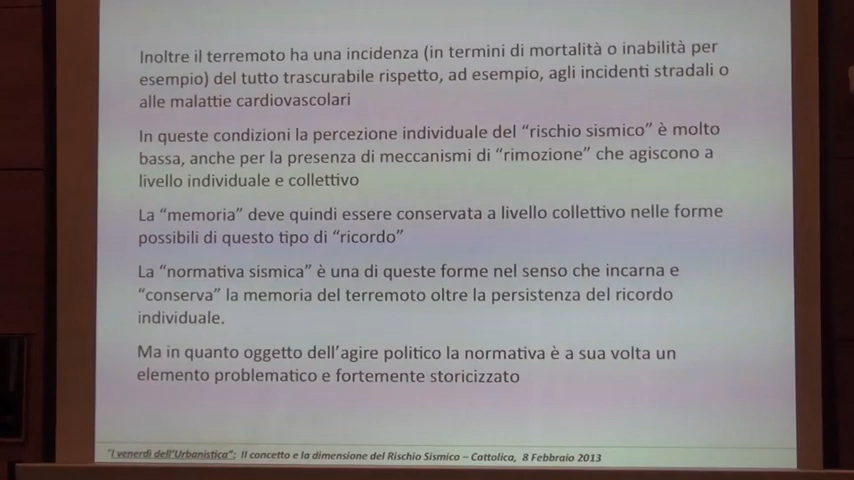 Inoltre il terremoto ha una incidenza (in termini di mortalità o inabilità per
esempio) del tutto trascurabile rispetto, ad esempio, agli incidenti stradali o
alle malattie cardiovascolari
In queste condizioni la percezione individuale del “rischio sismico” è molto
bassa, anche per la presenza di meccanismi di “rimozione” che agiscono a
livello individuale e collettivo
La “memoria” deve quindi essere conservata a livello collettivo nelle forme
possibili di questo tipo di “ricordo”
La “normativa sismica” è una di queste forme nel senso che incarna e
“conserva” la memoria del terremoto oltre la persistenza del ricordo
individuale.
Ma in quanto oggetto dell’agire politico la normativa è a sua volta un
elemento problematico e fortemente storicizzato
“I venerdì dell’Urbanistica”: Il concetto e la dimensione del Rischio Sismico – Cattolica, 8 Febbraio 2013